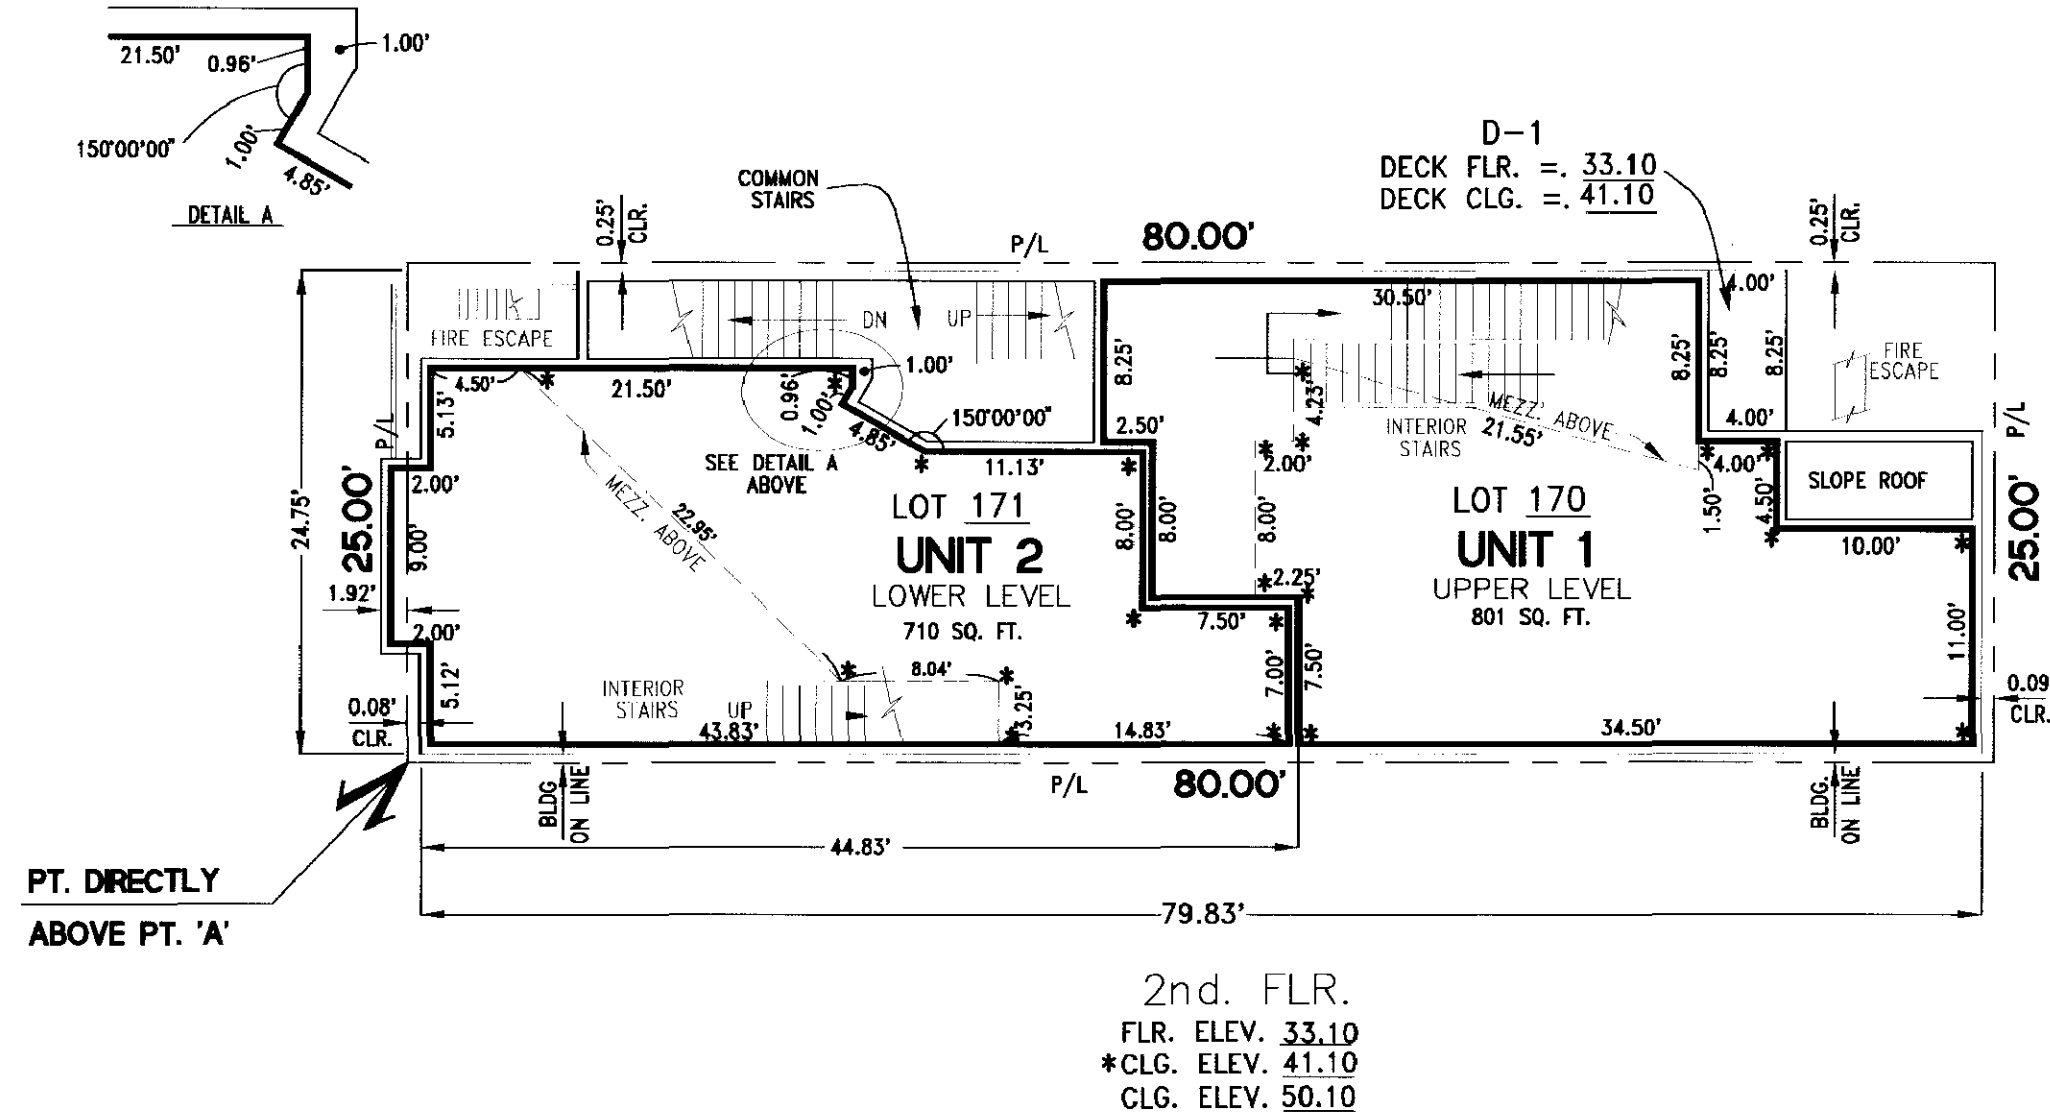 21.50'
0.96'
1.00'
150°00'00"
1.00'
4.85'
DETAIL A
D-1
DECK FLR. =. 33.10
DECK CLG. =. 41.10
COMMON
STAIRS
0.25'
CLR.
P/L
80.00'
0.25'
CLR.
FIRE ESCAPE
DN
UP
30.50'
4.00'
8.25'
8.25'
8.25'
8.25'
FIRE
ESCAPE
4.50'
*
21.50'
0.96'
*
1.00'
1.00'
4.85'
150°00'00"
SEE DETAIL A
ABOVE
2.50'
11.13'
*
*
*
4.23'
*
*
2.00'
INTERIOR
STAIRS
MEZZ. ABOVE
21.55'
4.00'
*
*
4.00'
1.50'
4.50'
*
SLOPE ROOF
10.00'
*
P/L
P/L
5.13'
2.00'
24.75'
25.00'
9.00'
1.92'
2.00'
5.12'
0.08'
CLR.
MEZZ. ABOVE
22.95'
LOT 171
UNIT 2
LOWER LEVEL
710 SQ. FT.
8.00'
8.00'
8.00'
*
2.25'
*
*
7.50'
*
7.00'
7.50'
LOT 170
UNIT 1
UPPER LEVEL
801 SQ. FT.
25.00'
11.00'
0.09
CLR.
INTERIOR
STAIRS
UP
*
8.04'
*
3.25'
*
43.83'
14.83'
*
*
34.50'
*
P/L
80.00'
BLDG
ON LINE
BLDG.
ON LINE
44.83'
79.83'
PT. DIRECTLY
ABOVE PT. 'A'
2nd. FLR.
FLR. ELEV. 33.10
*CLG. ELEV. 41.10
CLG. ELEV. 50.10